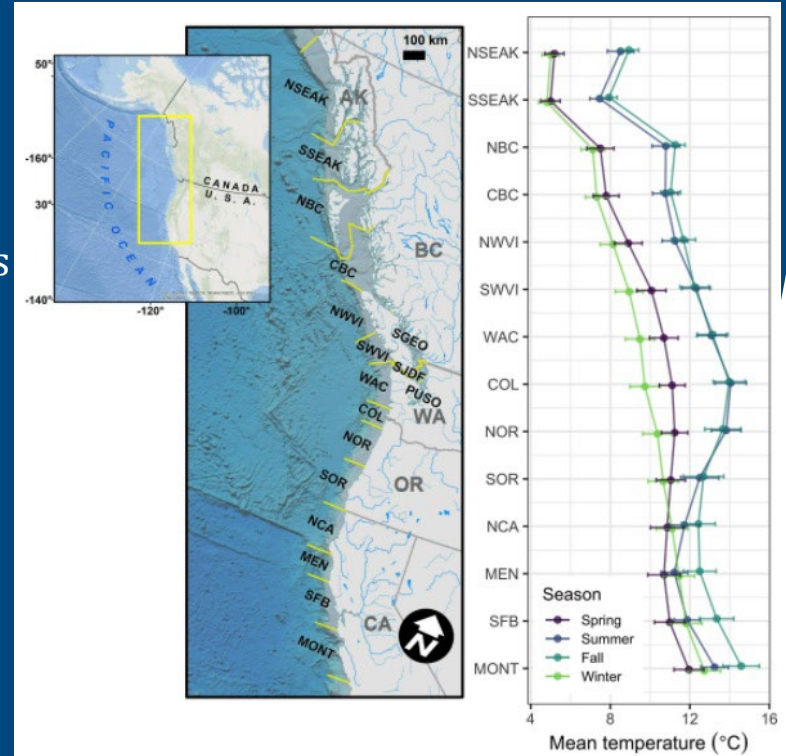 s
50°
-160°
30°
-140°
-120°
-100°
PACIFIC OCEAN
CANADA
U. S. A.
100 km
AK
BC
WA
OR
CA
NSEAK
SSEAK
NBC
CBC
NWVI
SGEO
SWVI
SJDF
PUSO
WAC
COL
NOR
SOR
NCA
MEN
SFB
MONT
N
NSEAK
SSEAK
NBC
CBC
NWVI
SWVI
WAC
COL
NOR
SOR
NCA
MEN
SFB
MONT
Season
Spring
Summer
Fall
Winter
4
8
12
16
Mean temperature (°C)